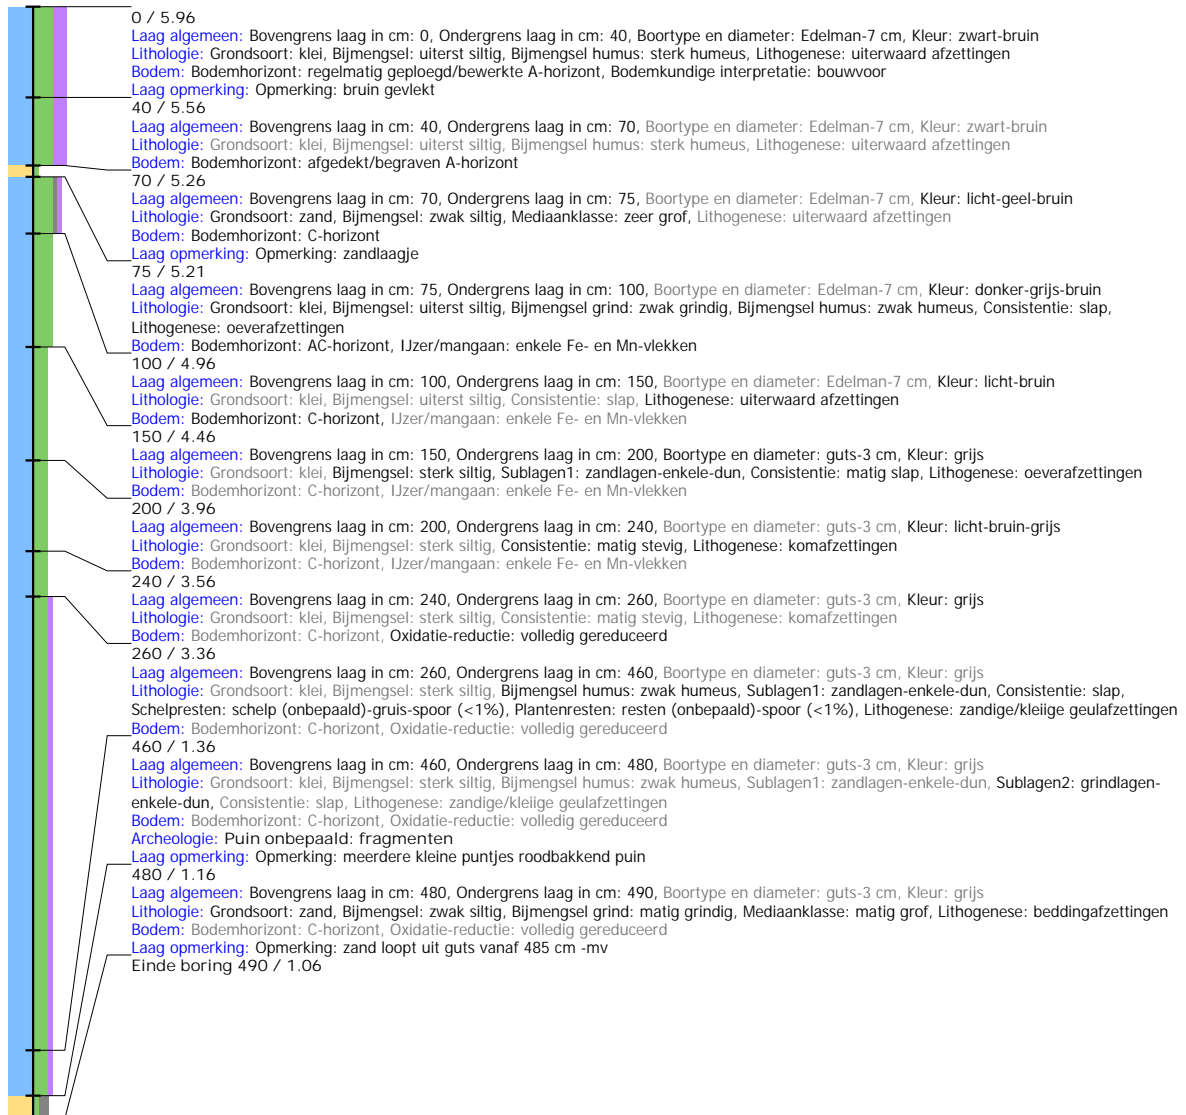 0 / 5.96
Laag algemeen: Bovengrens laag in cm: 0, Ondergrens laag in cm: 40, Boortype en diameter: Edelman-7 cm, Kleur: zwart-bruin
Lithologie: Grondsoort: klei, Bijmengsel: uiterst siltig, Bijmengsel humus: sterk humeus, Lithogenese: uiterwaard afzettingen
Bodem: Bodemhorizont: regelmatig geploegd/bewerkte A-horizont, Bodemkundige interpretatie: bouwvoor
Laag opmerking: Opmerking: bruin gevlekt
40 / 5.56
Laag algemeen: Bovengrens laag in cm: 40, Ondergrens laag in cm: 70, Boortype en diameter: Edelman-7 cm, Kleur: zwart-bruin
Lithologie: Grondsoort: klei, Bijmengsel: uiterst siltig, Bijmengsel humus: sterk humeus, Lithogenese: uiterwaard afzettingen
Bodem: Bodemhorizont: afgedekt/begraven A-horizont
70 / 5.26
Laag algemeen: Bovengrens laag in cm: 70, Ondergrens laag in cm: 75, Boortype en diameter: Edelman-7 cm, Kleur: licht-geel-bruin
Lithologie: Grondsoort: zand, Bijmengsel: zwak siltig, Mediaanklasse: zeer grof, Lithogenese: uiterwaard afzettingen
Bodem: Bodemhorizont: C-horizont
Laag opmerking: Opmerking: zandlaagje
75 / 5.21
Laag algemeen: Bovengrens laag in cm: 75, Ondergrens laag in cm: 100, Boortype en diameter: Edelman-7 cm, Kleur: donker-grijs-bruin
Lithologie: Grondsoort: klei, Bijmengsel: uiterst siltig, Bijmengsel grind: zwak grindig, Bijmengsel humus: zwak humeus, Consistentie: slap,
Lithogenese: oeverafzettingen
Bodem: Bodemhorizont: AC-horizont, IJzer/mangaan: enkele Fe- en Mn-vlekken
100 / 4.96
Laag algemeen: Bovengrens laag in cm: 100, Ondergrens laag in cm: 150, Boortype en diameter: Edelman-7 cm, Kleur: licht-bruin
Lithologie: Grondsoort: klei, Bijmengsel: uiterst siltig, Consistentie: slap, Lithogenese: uiterwaard afzettingen
Bodem: Bodemhorizont: C-horizont, IJzer/mangaan: enkele Fe- en Mn-vlekken
150 / 4.46
Laag algemeen: Bovengrens laag in cm: 150, Ondergrens laag in cm: 200, Boortype en diameter: guts-3 cm, Kleur: grijs
Lithologie: Grondsoort: klei, Bijmengsel: sterk siltig, Sublagen1: zandlagen-enkele-dun, Consistentie: matig slap, Lithogenese: oeverafzettingen
Bodem: Bodemhorizont: C-horizont, IJzer/mangaan: enkele Fe- en Mn-vlekken
200 / 3.96
Laag algemeen: Bovengrens laag in cm: 200, Ondergrens laag in cm: 240, Boortype en diameter: guts-3 cm, Kleur: licht-bruin-grijs
Lithologie: Grondsoort: klei, Bijmengsel: sterk siltig, Consistentie: matig stevig, Lithogenese: komafzettingen
Bodem: Bodemhorizont: C-horizont, IJzer/mangaan: enkele Fe- en Mn-vlekken
240 / 3.56
Laag algemeen: Bovengrens laag in cm: 240, Ondergrens laag in cm: 260, Boortype en diameter: guts-3 cm, Kleur: grijs
Lithologie: Grondsoort: klei, Bijmengsel: sterk siltig, Consistentie: matig stevig, Lithogenese: komafzettingen
Bodem: Bodemhorizont: C-horizont, Oxidatie-reductie: volledig gereduceerd
260 / 3.36
Laag algemeen: Bovengrens laag in cm: 260, Ondergrens laag in cm: 460, Boortype en diameter: guts-3 cm, Kleur: grijs
Lithologie: Grondsoort: klei, Bijmengsel: sterk siltig, Bijmengsel humus: zwak humeus, Sublagen1: zandlagen-enkele-dun, Consistentie: slap,
Schelpresten: schelp (onbepaald)-gruis-spoor (<1%), Plantenresten: resten (onbepaald)-spoor (<1%), Lithogenese: zandige/kleiige geulafzettingen
Bodem: Bodemhorizont: C-horizont, Oxidatie-reductie: volledig gereduceerd
460 / 1.36
Laag algemeen: Bovengrens laag in cm: 460, Ondergrens laag in cm: 480, Boortype en diameter: guts-3 cm, Kleur: grijs
Lithologie: Grondsoort: klei, Bijmengsel: sterk siltig, Bijmengsel humus: zwak humeus, Sublagen1: zandlagen-enkele-dun, Sublagen2: grindlagen-
enkele-dun, Consistentie: slap, Lithogenese: zandige/kleiige geulafzettingen
Bodem: Bodemhorizont: C-horizont, Oxidatie-reductie: volledig gereduceerd
Archeologie: Puin onbepaald: fragmenten
Laag opmerking: Opmerking: meerdere kleine puntjes roodbakkend puin
480 / 1.16
Laag algemeen: Bovengrens laag in cm: 480, Ondergrens laag in cm: 490, Boortype en diameter: guts-3 cm, Kleur: grijs
Lithologie: Grondsoort: zand, Bijmengsel: zwak siltig, Bijmengsel grind: matig grindig, Mediaanklasse: matig grof, Lithogenese: beddingafzettingen
Bodem: Bodemhorizont: C-horizont, Oxidatie-reductie: volledig gereduceerd
Laag opmerking: Opmerking: zand loopt uit guts vanaf 485 cm -mv
Einde boring 490 / 1.06